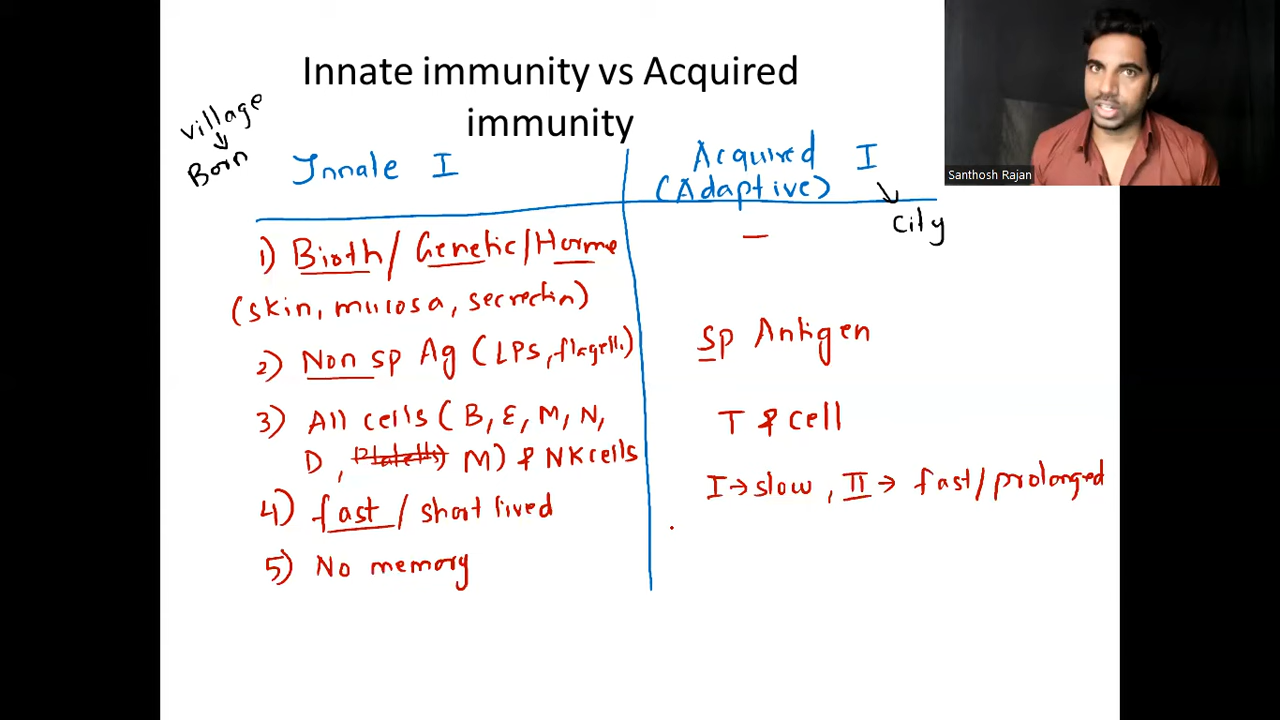 Innate immunity vs Acquired
immunity
Village
↓
Born
Innate I
Acquired I
(Adaptive)
↓
City
1) Birth / Genetic / Horme
(skin, mucosa, secretin)
—
2) Non sp Ag (LPS, flagell.)
Sp Antigen
3) All cells ( B, E, M, N,
D, Platelets) M) & NK cells
T & cell
4) fast / short lived
I → slow, II → fast/prolonged
5) No memory
Santhosh Rajan